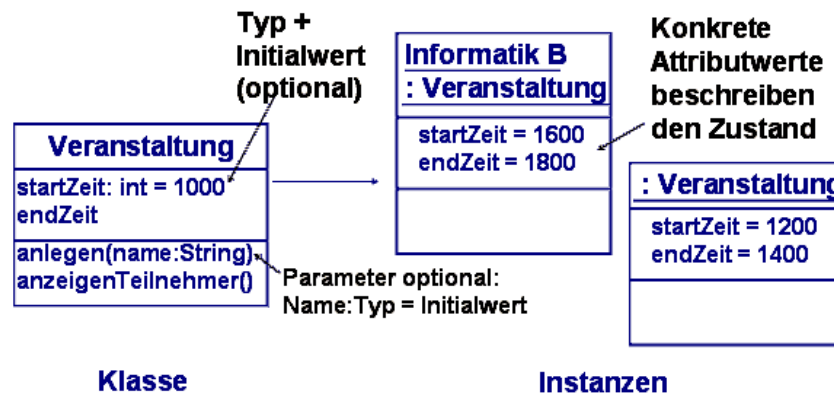 Typ +
Initialwert
(optional)
Veranstaltung
startZeit: int = 1000
endZeit
anlegen(name:String)
anzeigenTeilnehmer()
Parameter optional:
Name:Typ = Initialwert
Klasse
Informatik B
: Veranstaltung
startZeit = 1600
endZeit = 1800
Konkrete
Attributwerte
beschreiben
den Zustand
: Veranstaltung
startZeit = 1200
endZeit = 1400
Instanzen